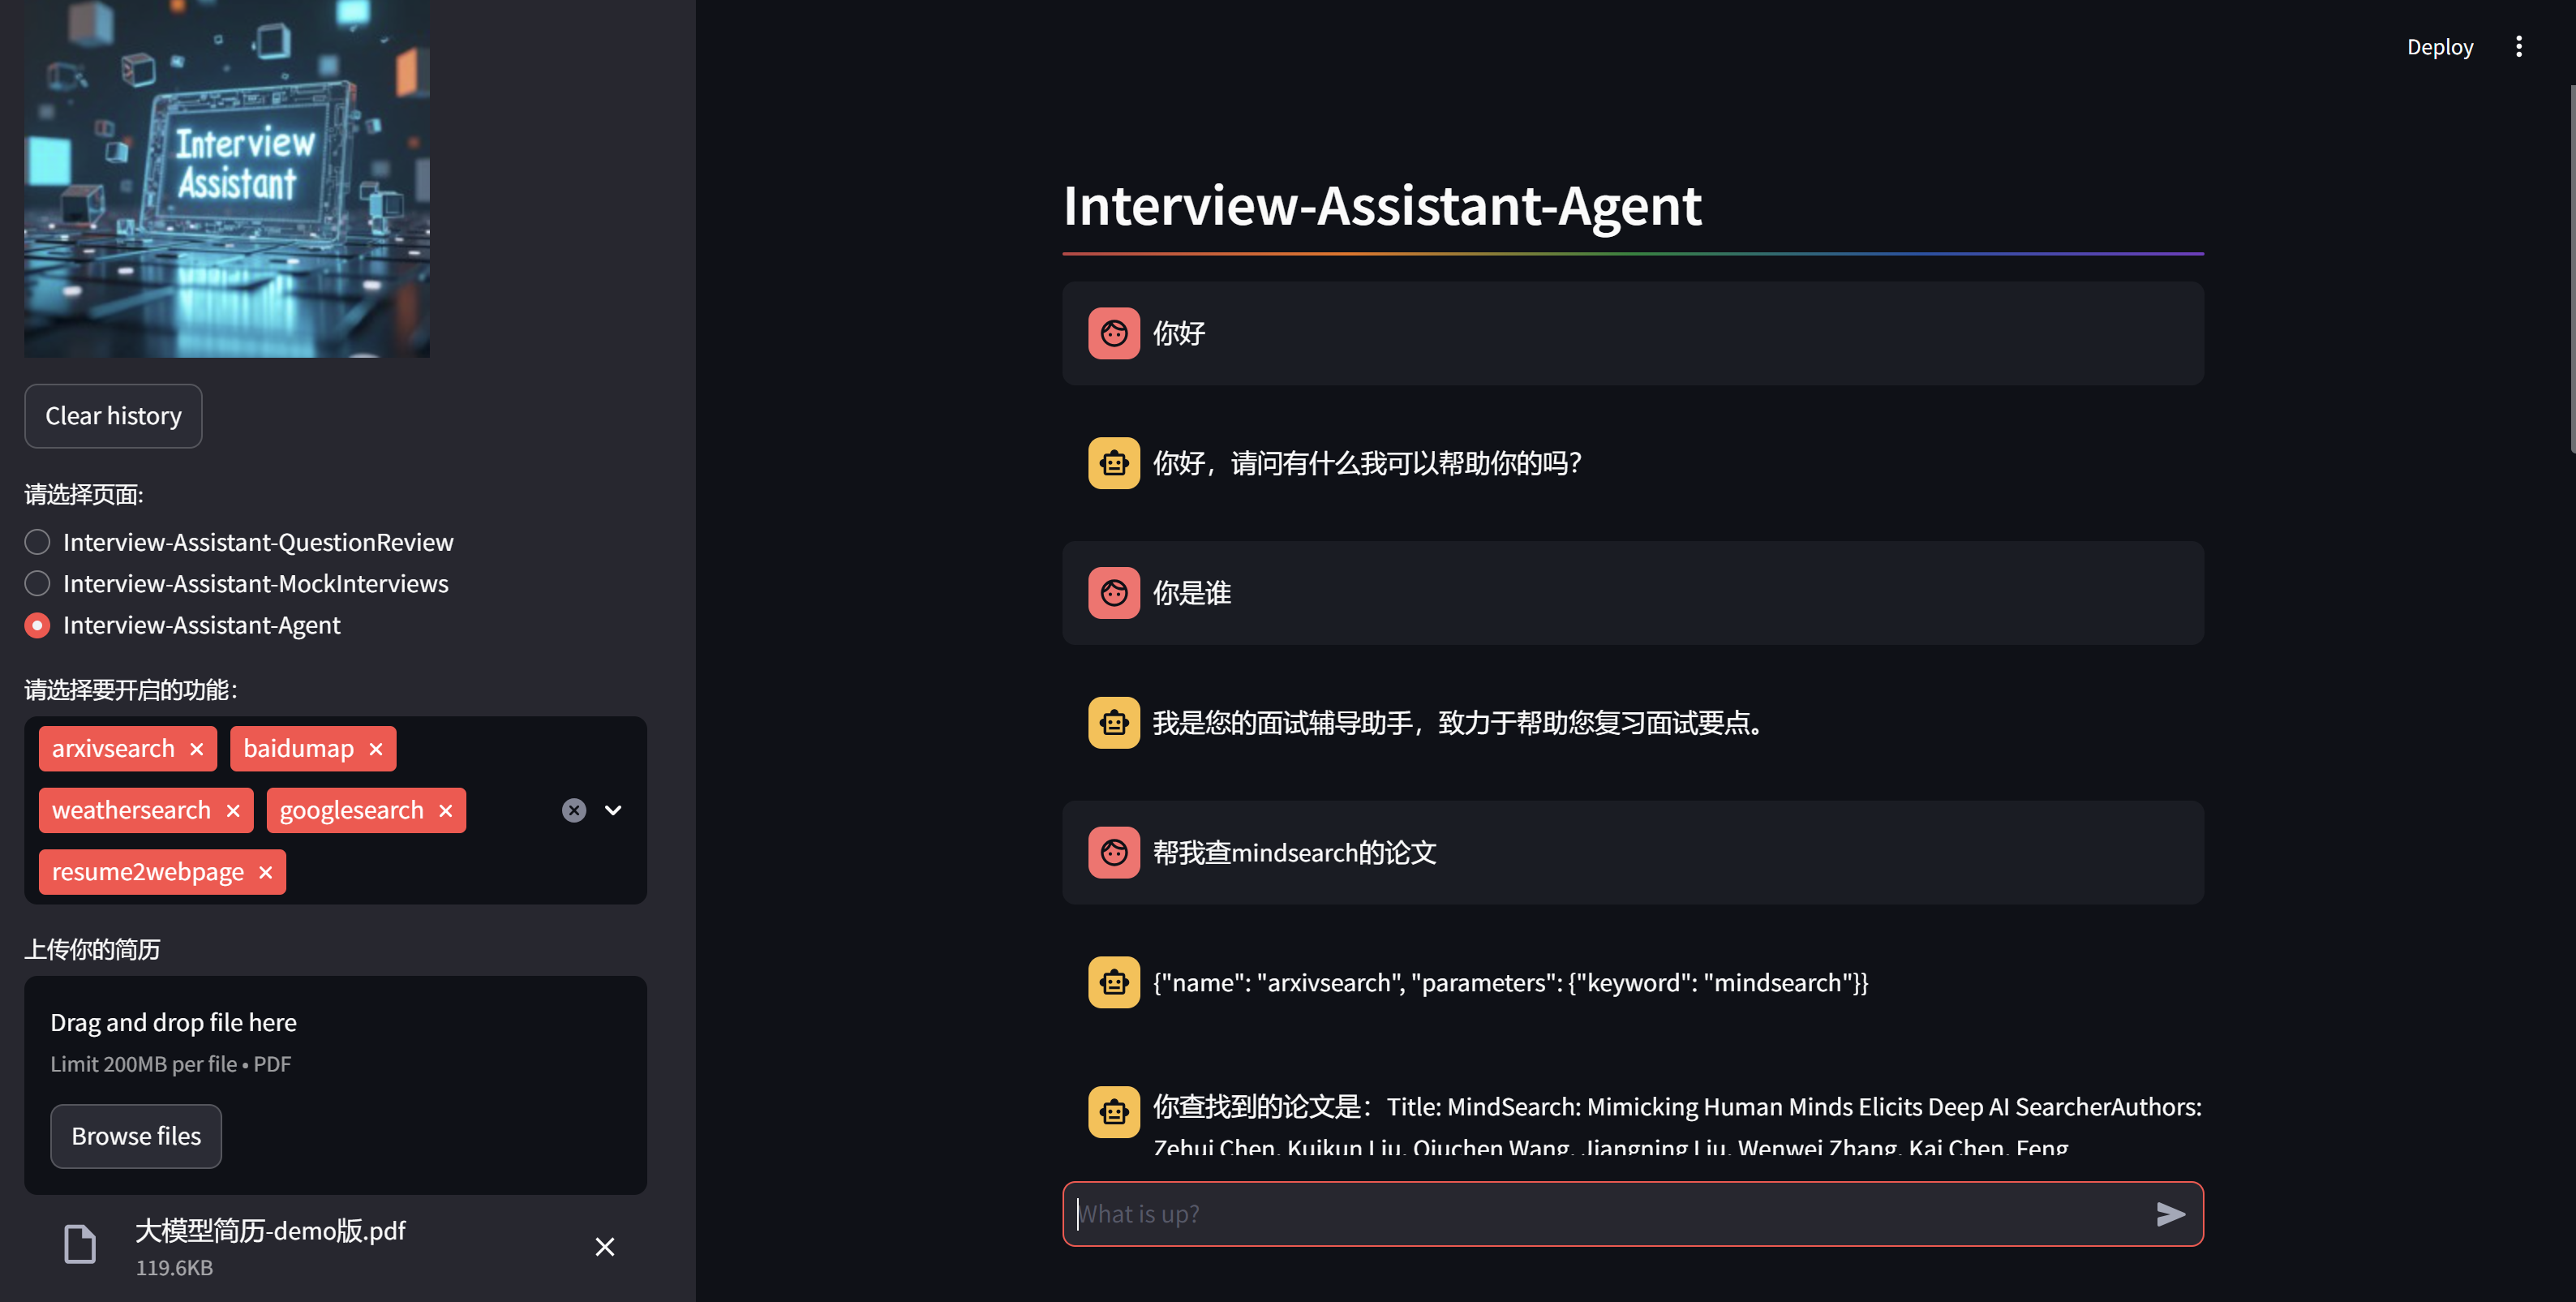 Interview
Assistant
Clear history
请选择页面:
Interview-Assistant-QuestionReview
Interview-Assistant-MockInterviews
Interview-Assistant-Agent
请选择要开启的功能：
arxivsearch
baidumap
weathersearch
googlesearch
resume2webpage
上传你的简历
Drag and drop file here
Limit 200MB per file • PDF
Browse files
大模型简历-demo版.pdf
119.6KB
Deploy
Interview-Assistant-Agent
你好
你好，请问有什么我可以帮助你的吗？
你是谁
我是您的面试辅导助手，致力于帮助您复习面试要点。
帮我查mindsearch的论文
{"name": "arxivsearch", "parameters": {"keyword": "mindsearch"}}
你查找到的论文是：Title: MindSearch: Mimicking Human Minds Elicits Deep AI SearcherAuthors:
Zehui Chen, Kuikun Liu, Qiuchen Wang, Jiangning Liu, Wenwei Zhang, Kai Chen, Feng
What is up?